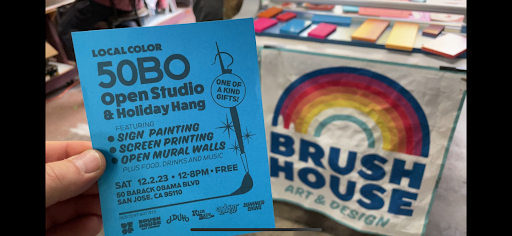 LOCAL COLOR
50BO
Open Studio
& Holiday Hang
ONE OF
A KIND
GIFTS!
FEATURING
SIGN PAINTING
SCREEN PRINTING
OPEN MURAL WALLS
PLUS FOOD, DRINKS AND MUSIC
SAT 12.2.23 • 12-8PM • FREE
50 BARACK OBAMA BLVD
SAN JOSE, CA 95110
BRUSH
HOUSE
ART & DESIGN